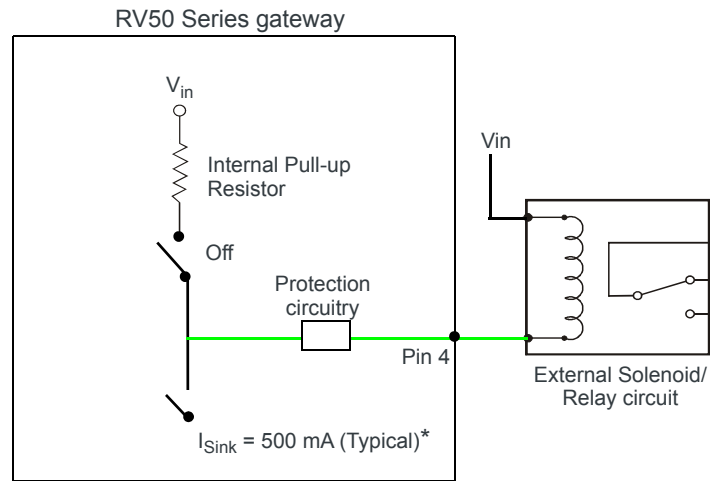 RV50 Series gateway
Vin
Internal Pull-up
Resistor
Off
Protection
circuitry
Pin 4
ISink = 500 mA (Typical)*
Vin
External Solenoid/
Relay circuit